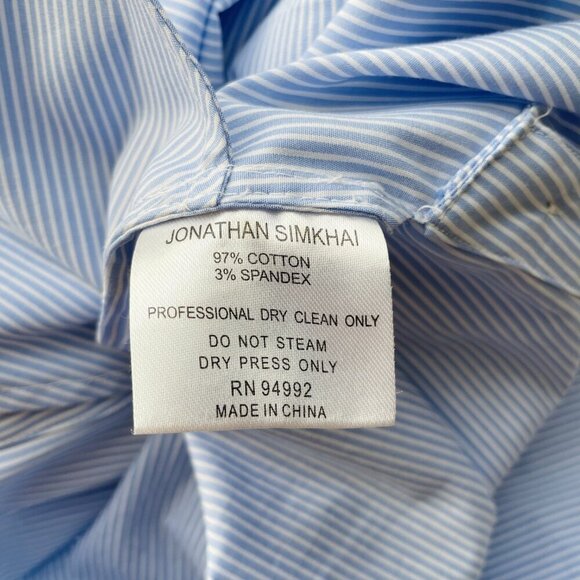 JONATHAN SIMKHAI
97% COTTON
3% SPANDEX
PROFESSIONAL DRY CLEAN ONLY
DO NOT STEAM
DRY PRESS ONLY
RN 94992
MADE IN CHINA